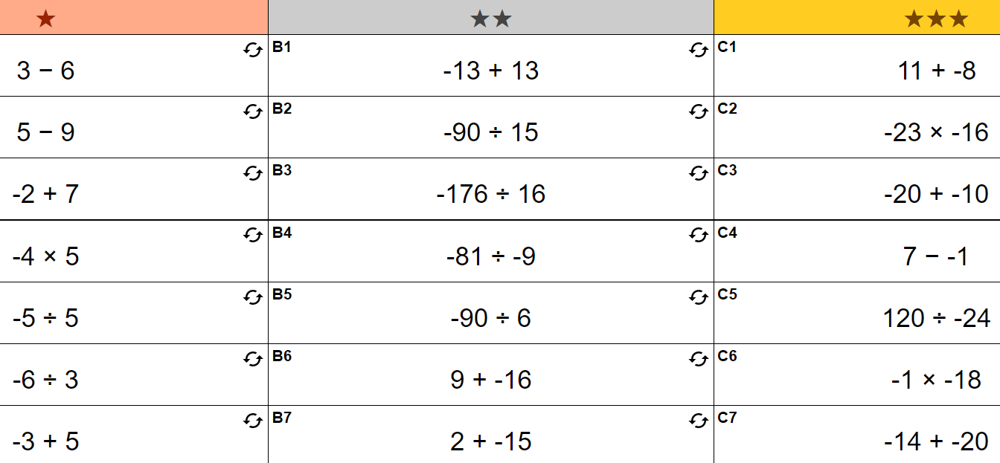 ★ ★★ ★★★
3 − 6 B1 -13 + 13 C1 11 + -8
5 − 9 B2 -90 ÷ 15 C2 -23 × -16
-2 + 7 B3 -176 ÷ 16 C3 -20 + -10
-4 × 5 B4 -81 ÷ -9 C4 7 − -1
-5 ÷ 5 B5 -90 ÷ 6 C5 120 ÷ -24
-6 ÷ 3 B6 9 + -16 C6 -1 × -18
-3 + 5 B7 2 + -15 C7 -14 + -20